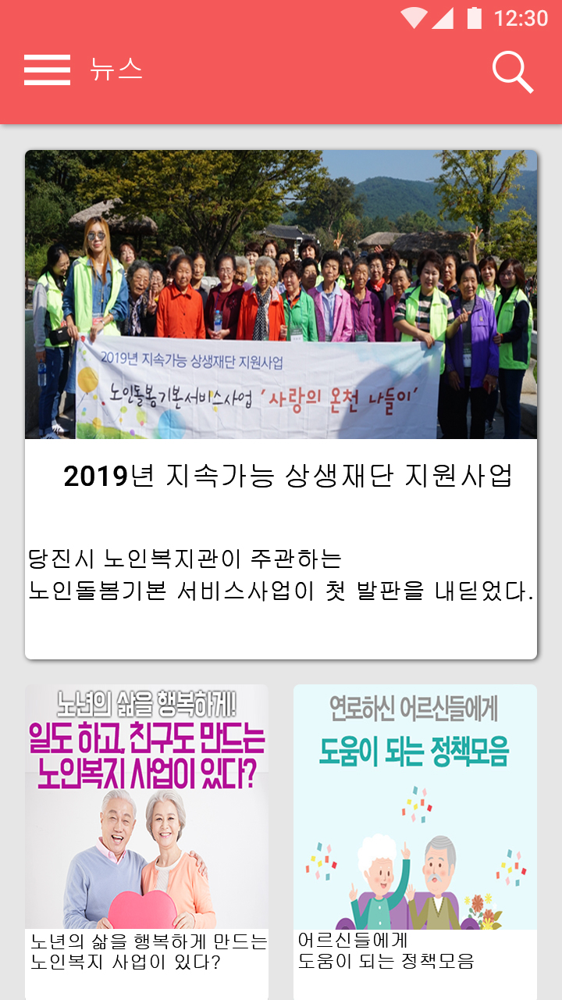 12:30
뉴스
2019년 지속가능 상생재단 지원사업
노인돌봄기본서비스사업 '사랑의 온천 나들이'
2019년 지속가능 상생재단 지원사업
당진시 노인복지관이 주관하는
노인돌봄기본 서비스사업이 첫 발판을 내딛었다.
노년의 삶을 행복하게!
일도 하고, 친구도 만드는
노인복지 사업이 있다?
노년의 삶을 행복하게 만드는
노인복지 사업이 있다?
연로하신 어르신들에게
도움이 되는 정책모음
어르신들에게
도움이 되는 정책모음